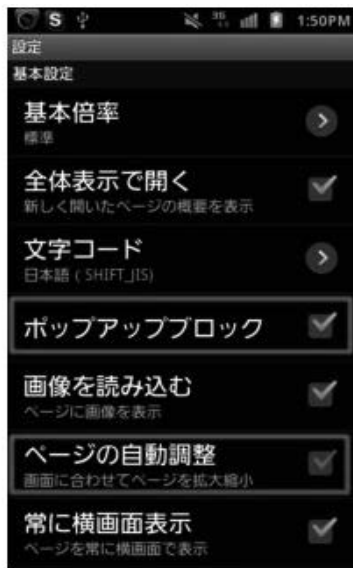 S 3G 1:50PM
設定
基本設定
基本倍率
標準
全体表示で開く
新しく開いたページの概要を表示
文字コード
日本語 ( SHIFT_JIS)
ポップアップブロック
画像を読み込む
ページに画像を表示
ページの自動調整
画面に合わせてページを拡大縮小
常に横画面表示
ページを常に横画面で表示